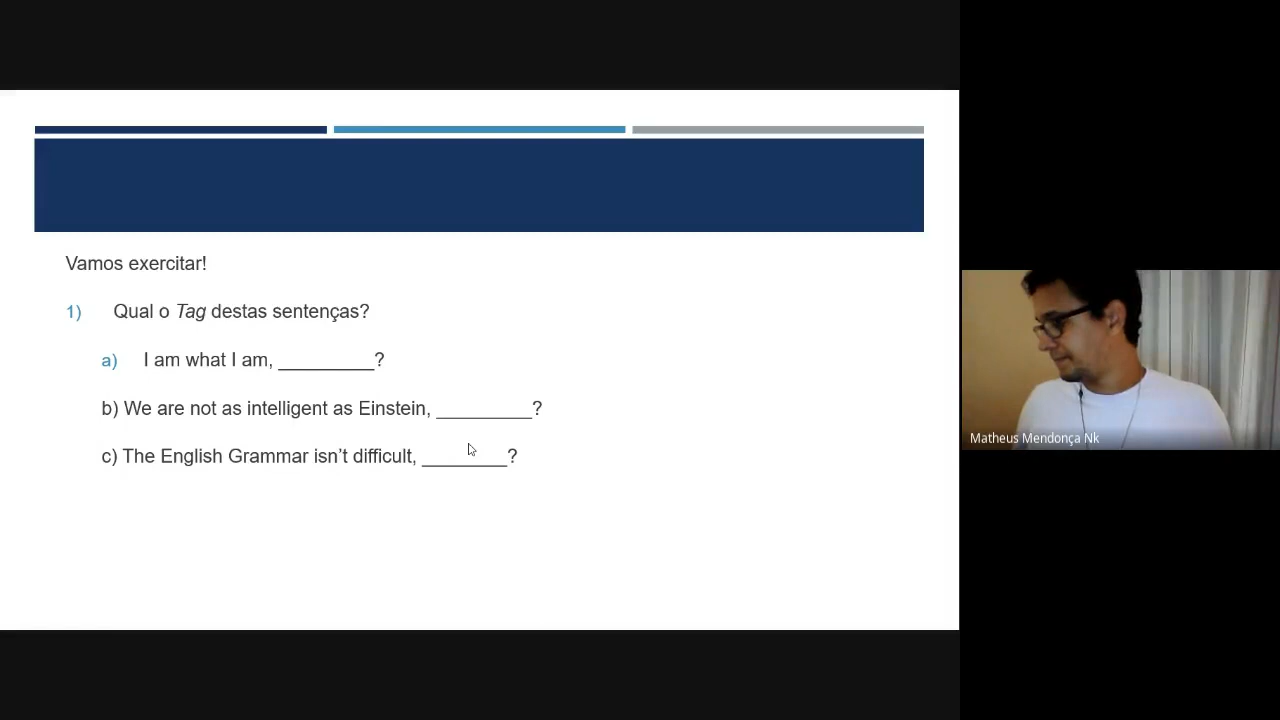 Vamos exercitar!
1) Qual o Tag destas sentenças?
a) I am what I am, __________?
b) We are not as intelligent as Einstein, __________?
c) The English Grammar isn’t difficult, _________?
Matheus Mendonça Nk